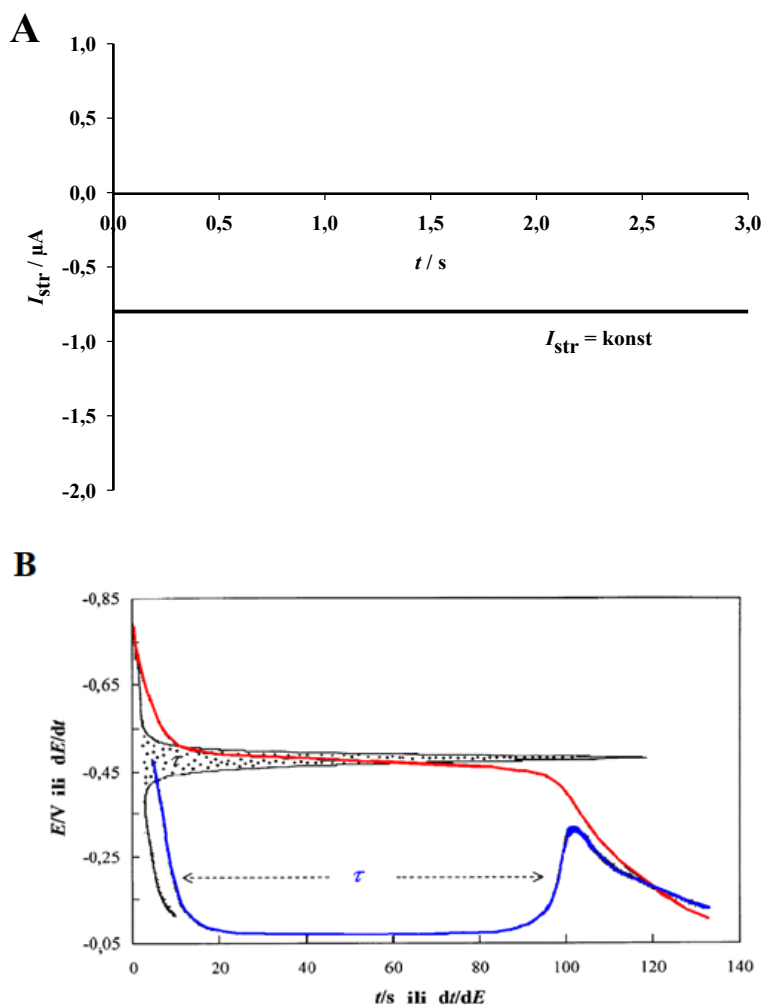 A
1,0
0,5
0,0
0,0 0,5 1,0 1,5 2,0 2,5 3,0
t / s
-0,5
I_str / µA
I_str = konst
-1,0
-1,5
-2,0
B
-0,85
-0,65
τ
-0,45
E/V ili dE/dt
-0,25
τ
-0,05
0 20 40 60 80 100 120 140
t/s ili dt/dE